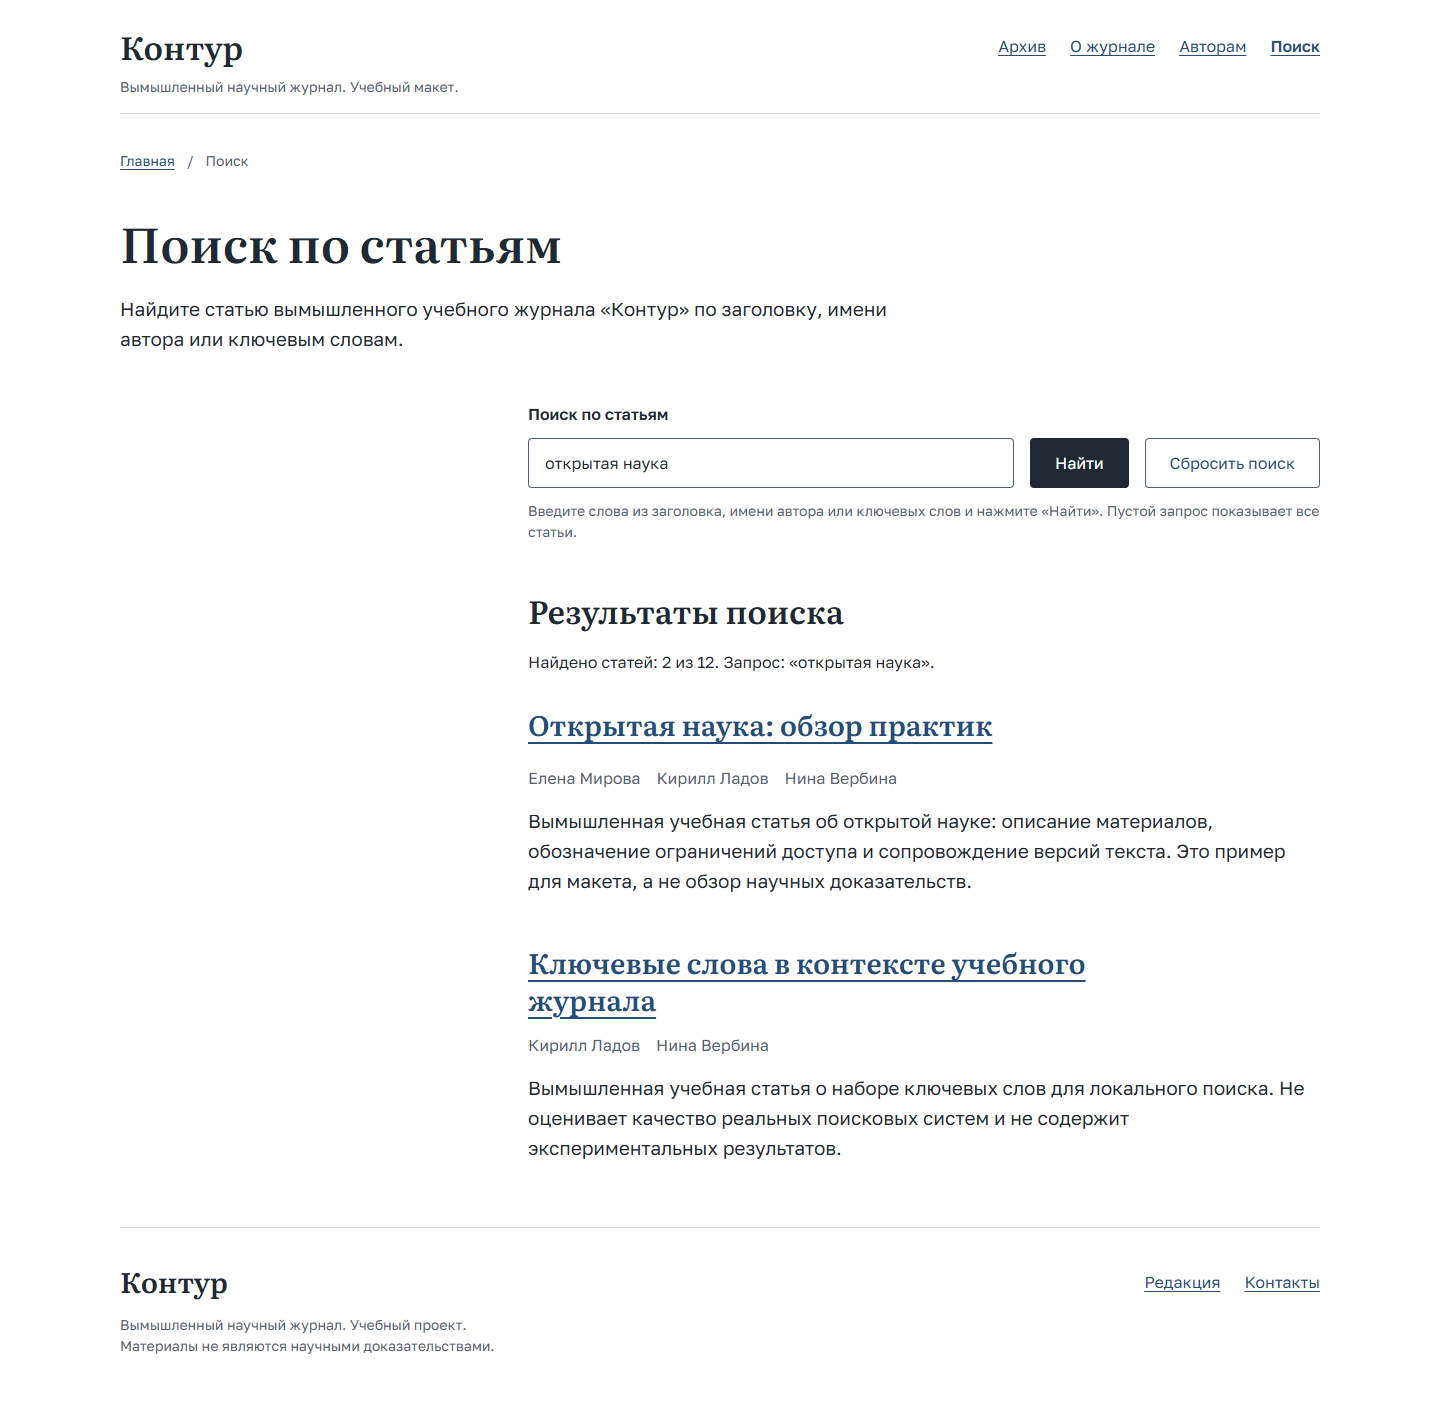 Контур
Архив О журнале Авторам Поиск
Вымышленный научный журнал. Учебный макет.
Главная / Поиск
Поиск по статьям
Найдите статью вымышленного учебного журнала «Контур» по заголовку, имени
автора или ключевым словам.
Поиск по статьям
открытая наука
Найти
Сбросить поиск
Введите слова из заголовка, имени автора или ключевых слов и нажмите «Найти». Пустой запрос показывает все
статьи.
Результаты поиска
Найдено статей: 2 из 12. Запрос: «открытая наука».
Открытая наука: обзор практик
Елена Мирова Кирилл Ладов Нина Вербина
Вымышленная учебная статья об открытой науке: описание материалов,
обозначение ограничений доступа и сопровождение версий текста. Это пример
для макета, а не обзор научных доказательств.
Ключевые слова в контексте учебного
журнала
Кирилл Ладов Нина Вербина
Вымышленная учебная статья о наборе ключевых слов для локального поиска. Не
оценивает качество реальных поисковых систем и не содержит
экспериментальных результатов.
Контур
Редакция Контакты
Вымышленный научный журнал. Учебный проект.
Материалы не являются научными доказательствами.